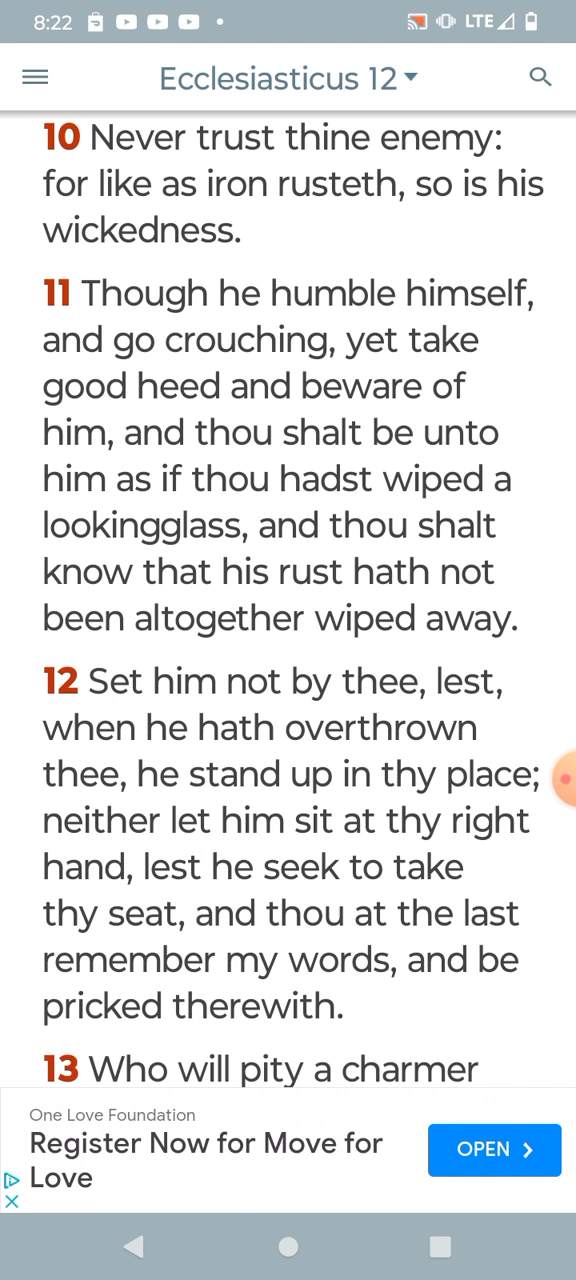 8:22
LTE
Ecclesiasticus 12
10 Never trust thine enemy:
for like as iron rusteth, so is his
wickedness.
11 Though he humble himself,
and go crouching, yet take
good heed and beware of
him, and thou shalt be unto
him as if thou hadst wiped a
lookingglass, and thou shalt
know that his rust hath not
been altogether wiped away.
12 Set him not by thee, lest,
when he hath overthrown
thee, he stand up in thy place;
neither let him sit at thy right
hand, lest he seek to take
thy seat, and thou at the last
remember my words, and be
pricked therewith.
13 Who will pity a charmer
One Love Foundation
Register Now for Move for
Love
OPEN